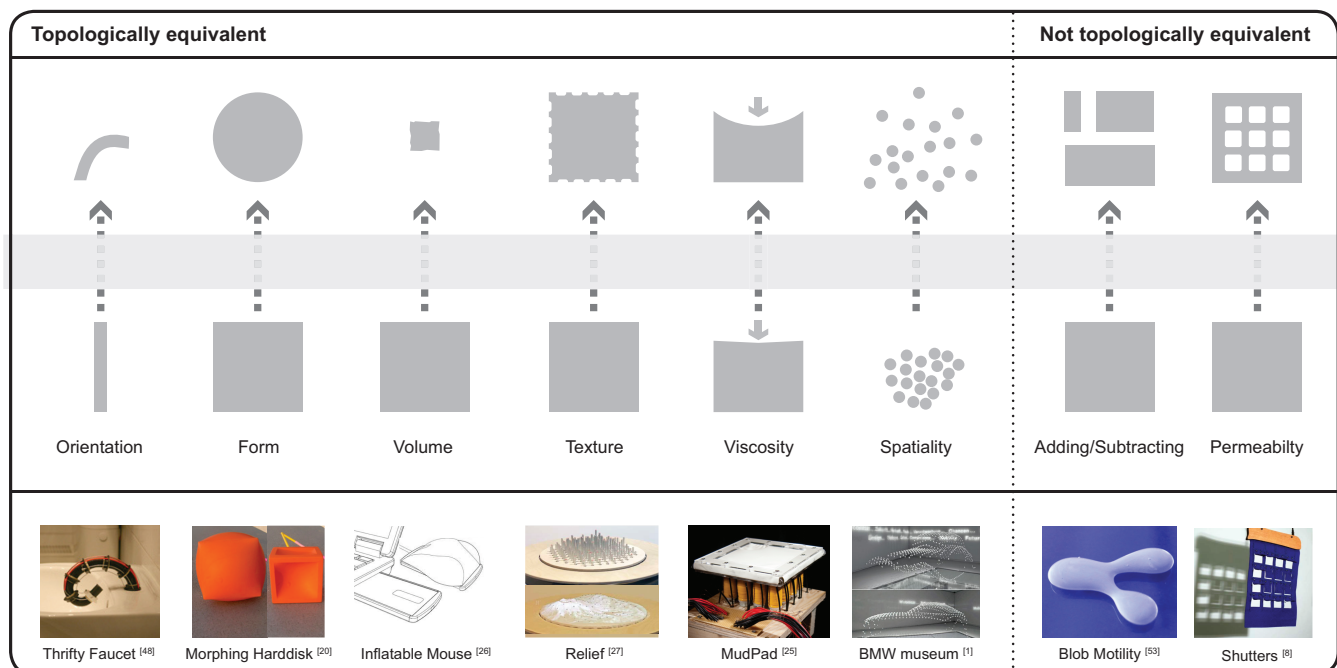 Topologically equivalent
Not topologically equivalent
Orientation
Form
Volume
Texture
Viscosity
Spatiality
Adding/Subtracting
Permeabilty
Thrifty Faucet [48]
Morphing Harddisk [20]
Inflatable Mouse [26]
Relief [27]
MudPad [25]
BMW museum [1]
Blob Motility [53]
Shutters [8]